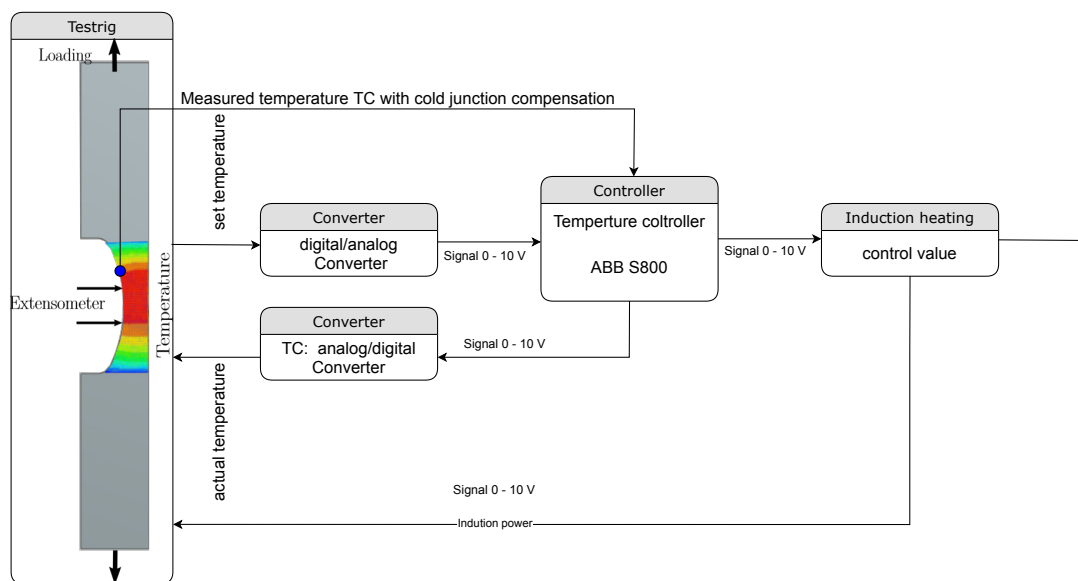 Testrig
Loading
Measured temperature TC with cold junction compensation
set temperature
Converter
digital/analog
Converter
Signal 0 - 10 V
Controller
Temperture coltroller
ABB S800
Signal 0 - 10 V
Induction heating
control value
Extensometer
Temperature
Converter
TC: analog/digital
Converter
Signal 0 - 10 V
actual temperature
Signal 0 - 10 V
Indution power